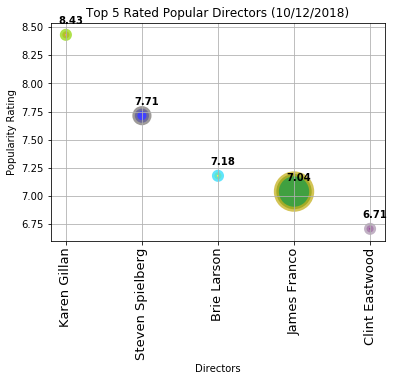 Top 5 Rated Popular Directors (10/12/2018)
8.50
8.25
8.00
7.75
7.50
7.25
7.00
6.75
Popularity Rating
8.43
7.71
7.18
7.04
6.71
Karen Gillan
Steven Spielberg
Brie Larson
James Franco
Clint Eastwood
Directors